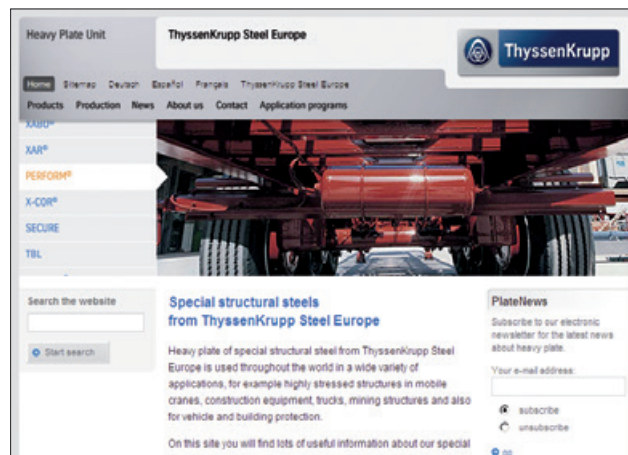 Heavy Plate Unit
ThyssenKrupp Steel Europe
ThyssenKrupp
Home Sitemap Deutsch Español Français ThyssenKrupp Steel Europe
Products Production News About us Contact Application programs
XABO®
XAR®
PERFORM®
X-COR®
SECURE
TBL
Search the website
Start search
Special structural steels
from ThyssenKrupp Steel Europe
Heavy plate of special structural steel from ThyssenKrupp Steel
Europe is used throughout the world in a wide variety of
applications, for example highly stressed structures in mobile
cranes, construction equipment, trucks, mining structures and also
for vehicle and building protection.
On this site you will find lots of useful information about our special
PlateNews
Subscribe to our electronic
newsletter for the latest news
about heavy plate.
Your e-mail address:
subscribe
unsubscribe
go